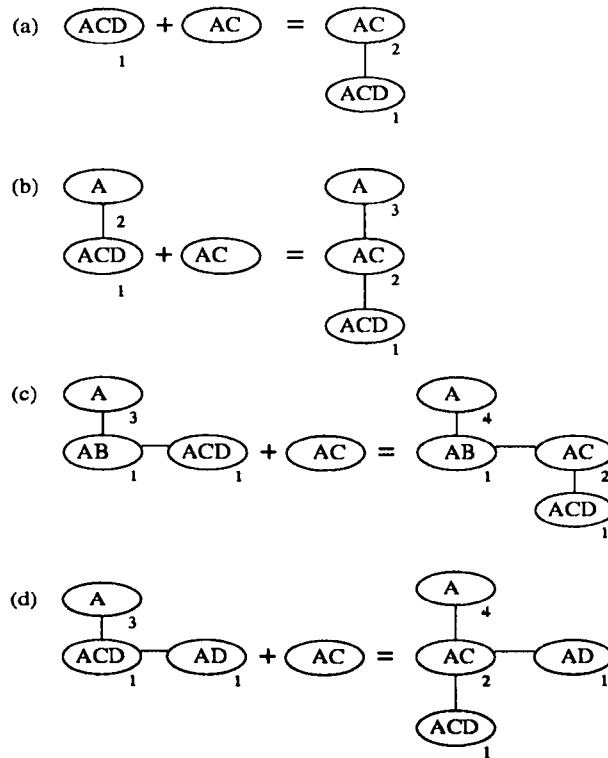 (a) ACD + AC = AC
1 2
ACD
1
(b) A A
2 3
ACD + AC = AC
1 2
ACD
1
(c) A A
3 4
AB ACD + AC = AB AC
1 1 1 2
ACD
1
(d) A A
3 4
ACD AD + AC = AC AD
1 1 2 1
ACD
1